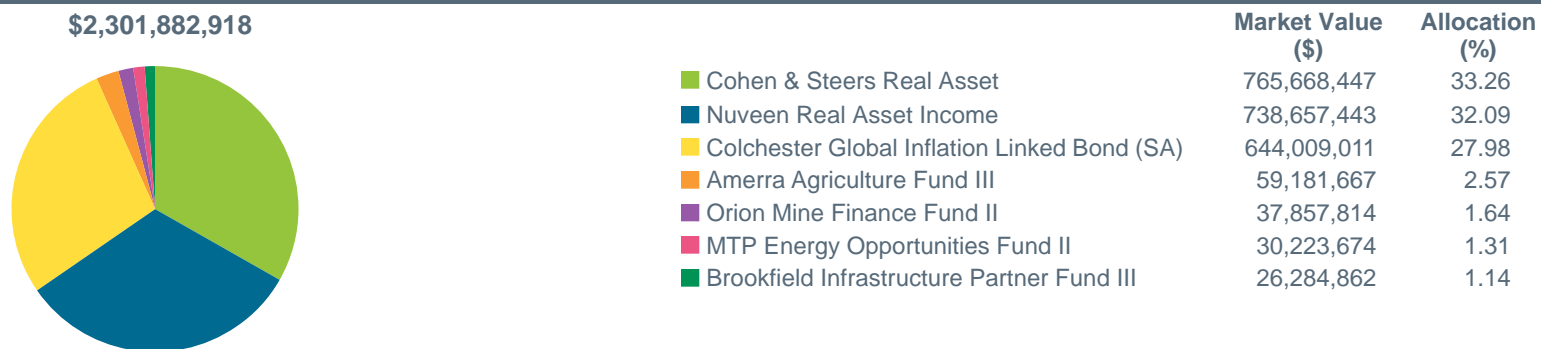 $2,301,882,918
Market Value Allocation
($) (%)
Cohen & Steers Real Asset 765,668,447 33.26
Nuveen Real Asset Income 738,657,443 32.09
Colchester Global Inflation Linked Bond (SA) 644,009,011 27.98
Amerra Agriculture Fund III 59,181,667 2.57
Orion Mine Finance Fund II 37,857,814 1.64
MTP Energy Opportunities Fund II 30,223,674 1.31
Brookfield Infrastructure Partner Fund III 26,284,862 1.14